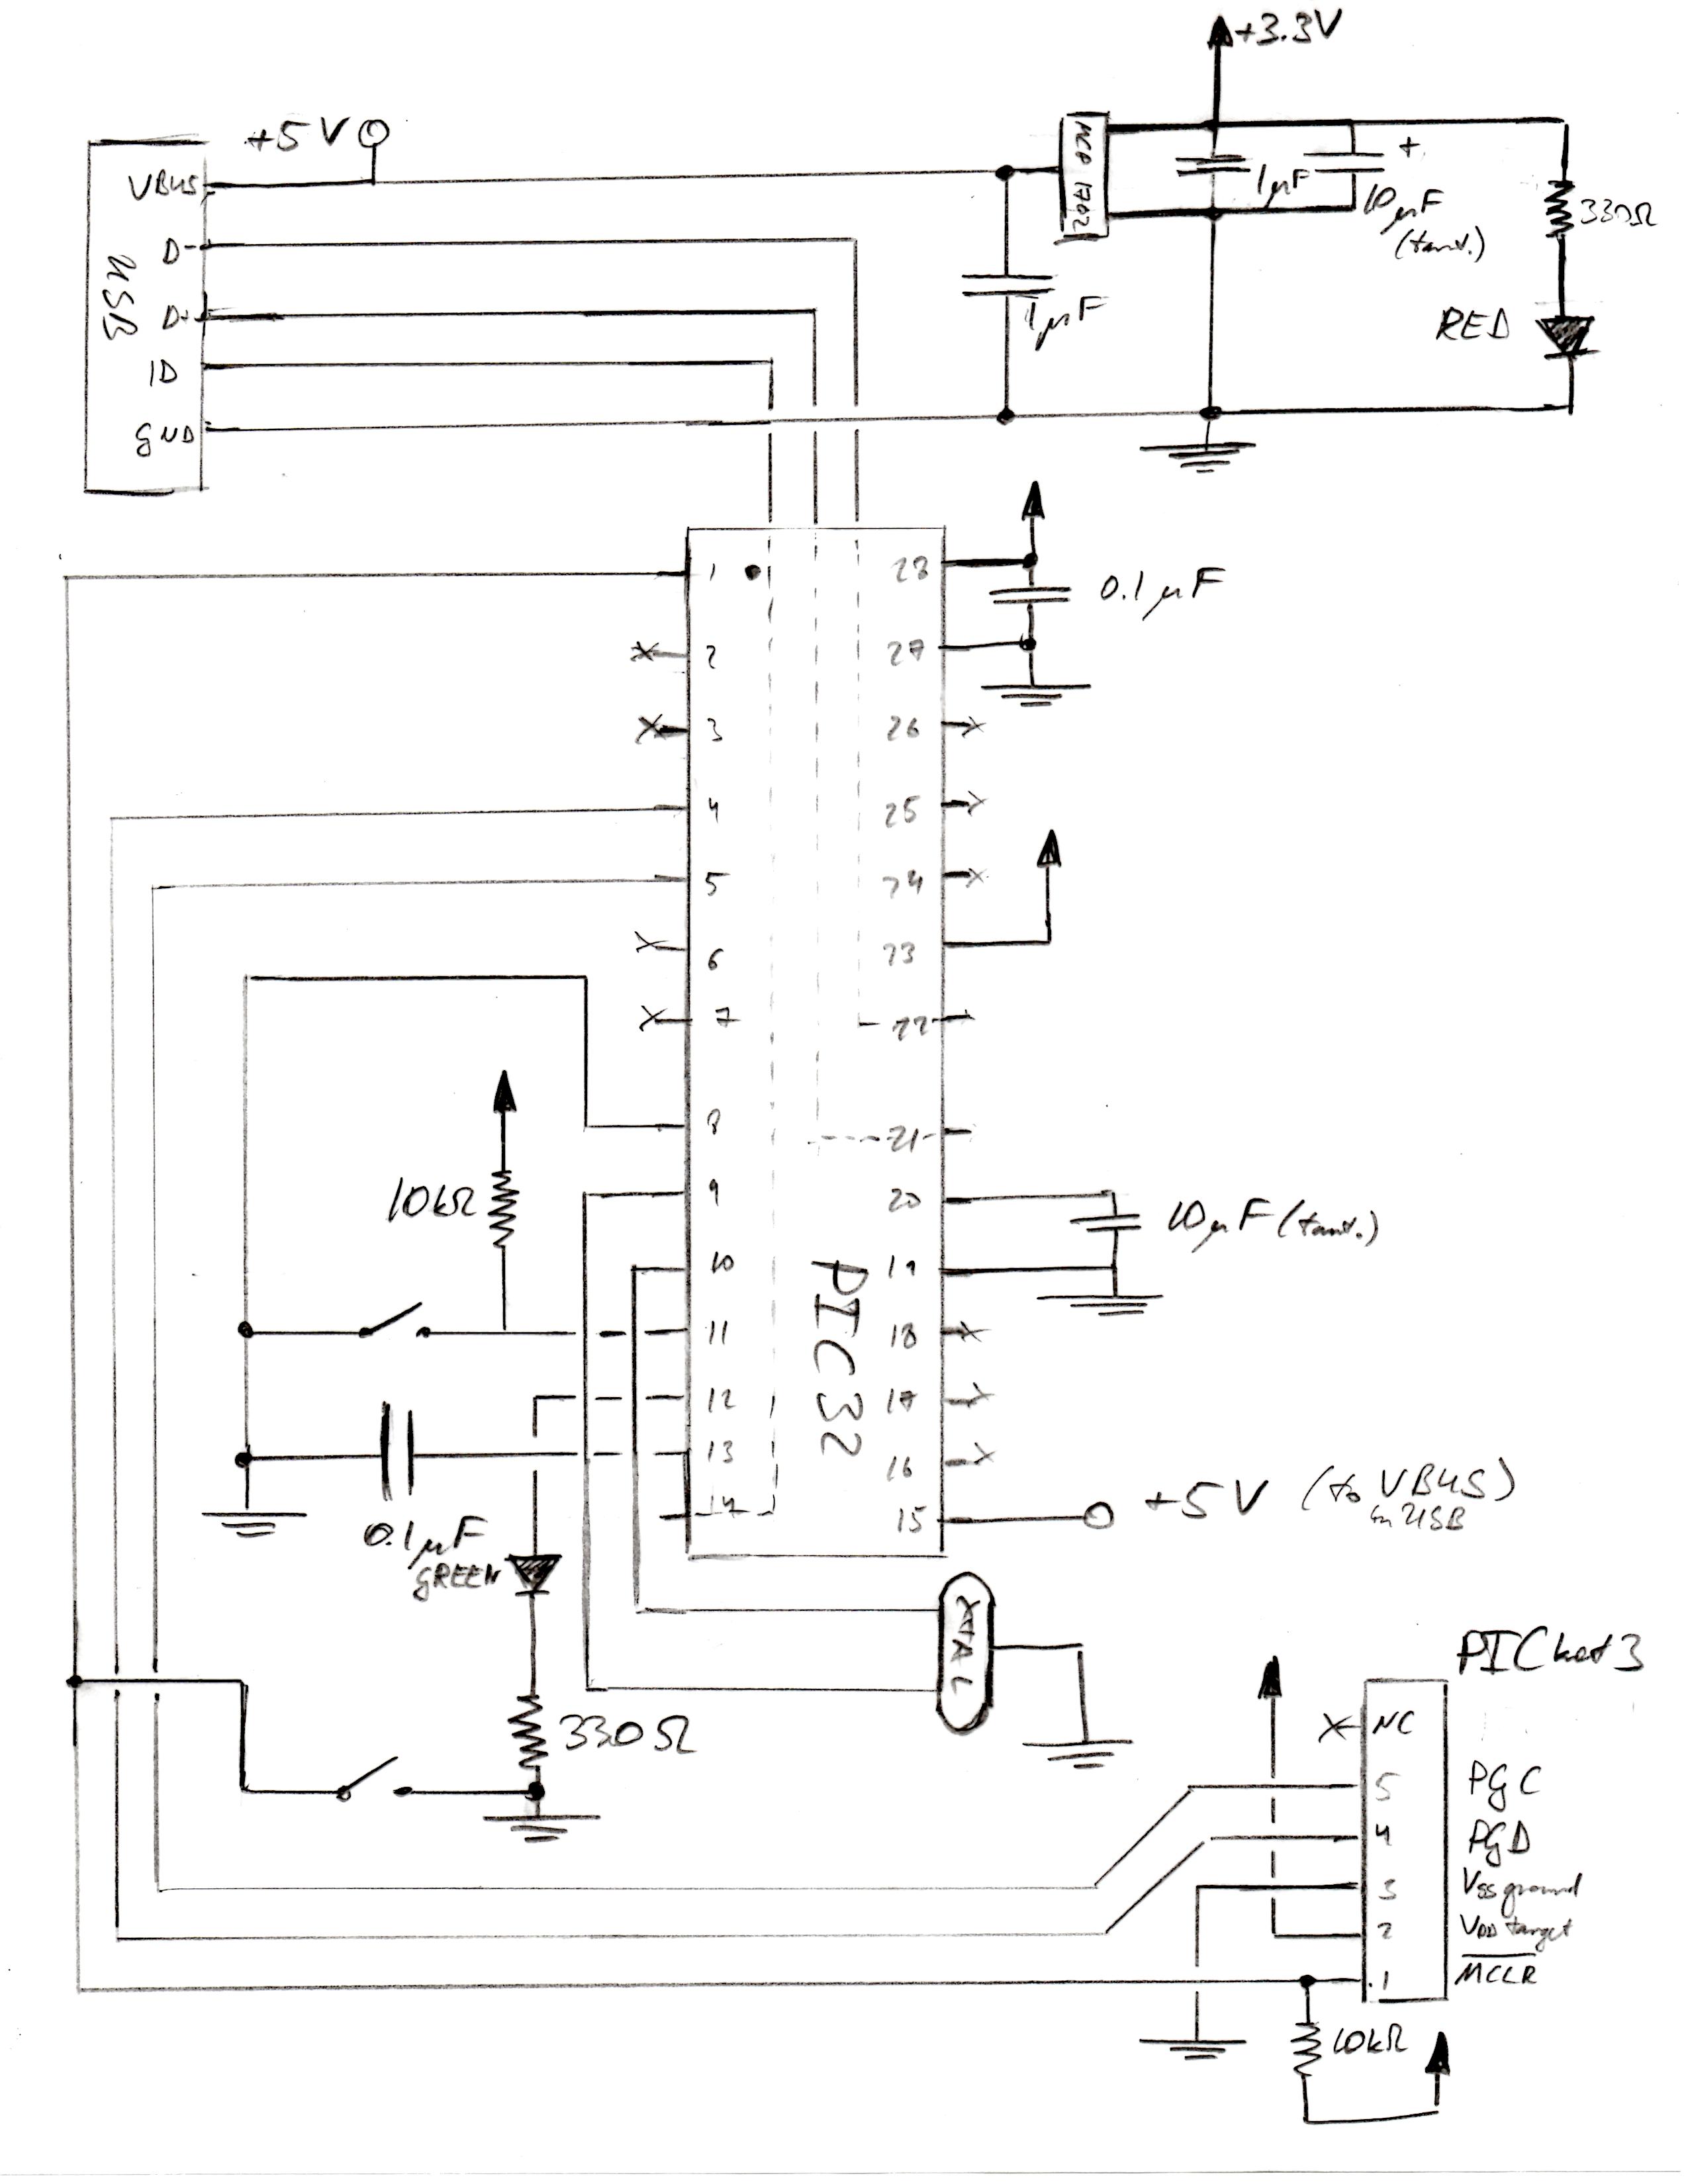 +3.3V
+5V
VBUS
D-
D+
ID
GND
USB
MCP 1702
1µF
+
10µF
(tant.)
330Ω
RED
1µF
1
2
3
4
5
6
7
8
9
10
11
12
13
14
28
27
26
25
24
23
22
21
20
19
18
17
16
15
PIC32
0.1µF
10kΩ
10µF (tant.)
+5V (to VBUS)
USB
0.1µF
GREEN
330Ω
XTAL
PICkit3
NC
5 PGC
4 PGD
3 Vss ground
2 VDD target
.1 MCLR
10kΩ